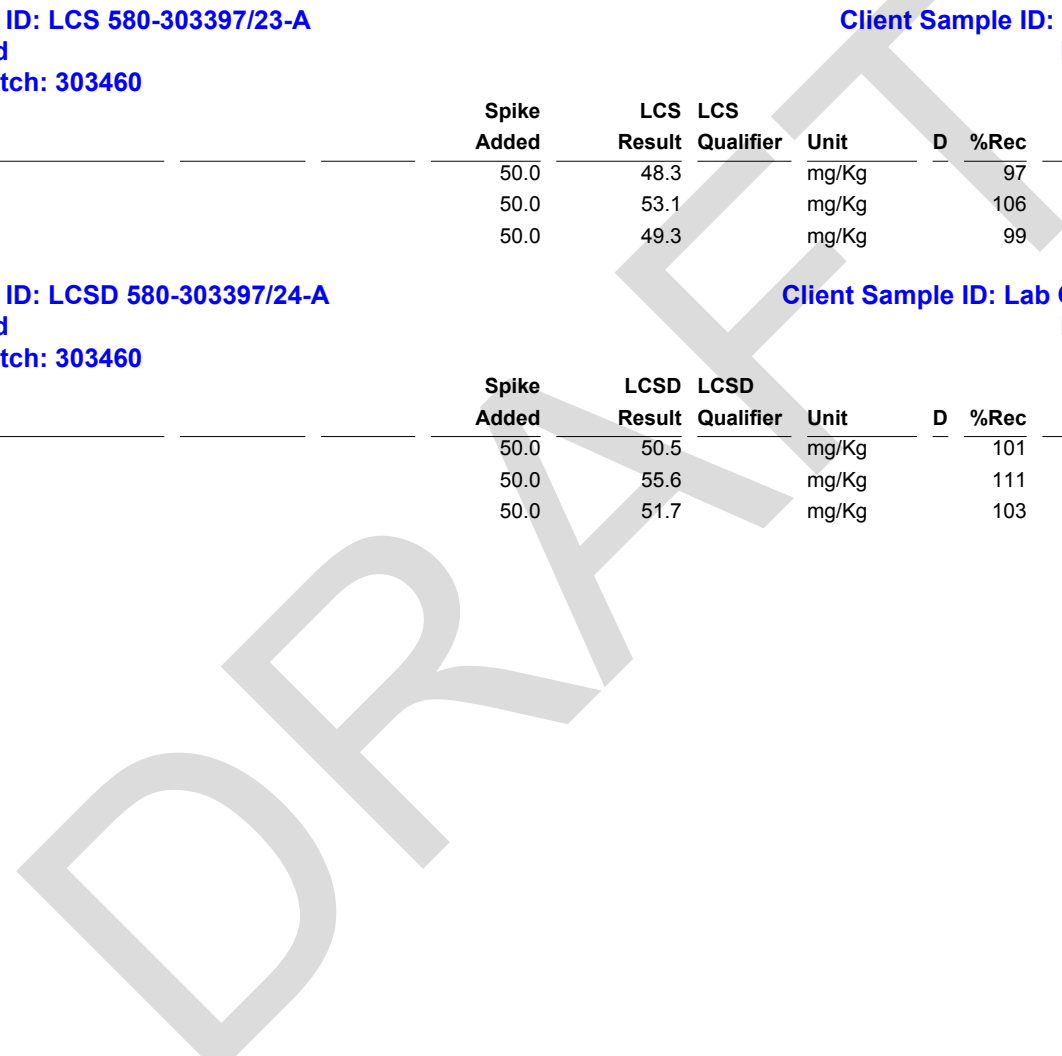 ID: LCS 580-303397/23-A Client Sample ID:
d
tch: 303460
Spike LCS LCS
Added Result Qualifier Unit D %Rec
50.0 48.3 mg/Kg 97
50.0 53.1 mg/Kg 106
50.0 49.3 mg/Kg 99
ID: LCSD 580-303397/24-A Client Sample ID: Lab
d
tch: 303460
Spike LCSD LCSD
Added Result Qualifier Unit D %Rec
50.0 50.5 mg/Kg 101
50.0 55.6 mg/Kg 111
50.0 51.7 mg/Kg 103
DRAFT